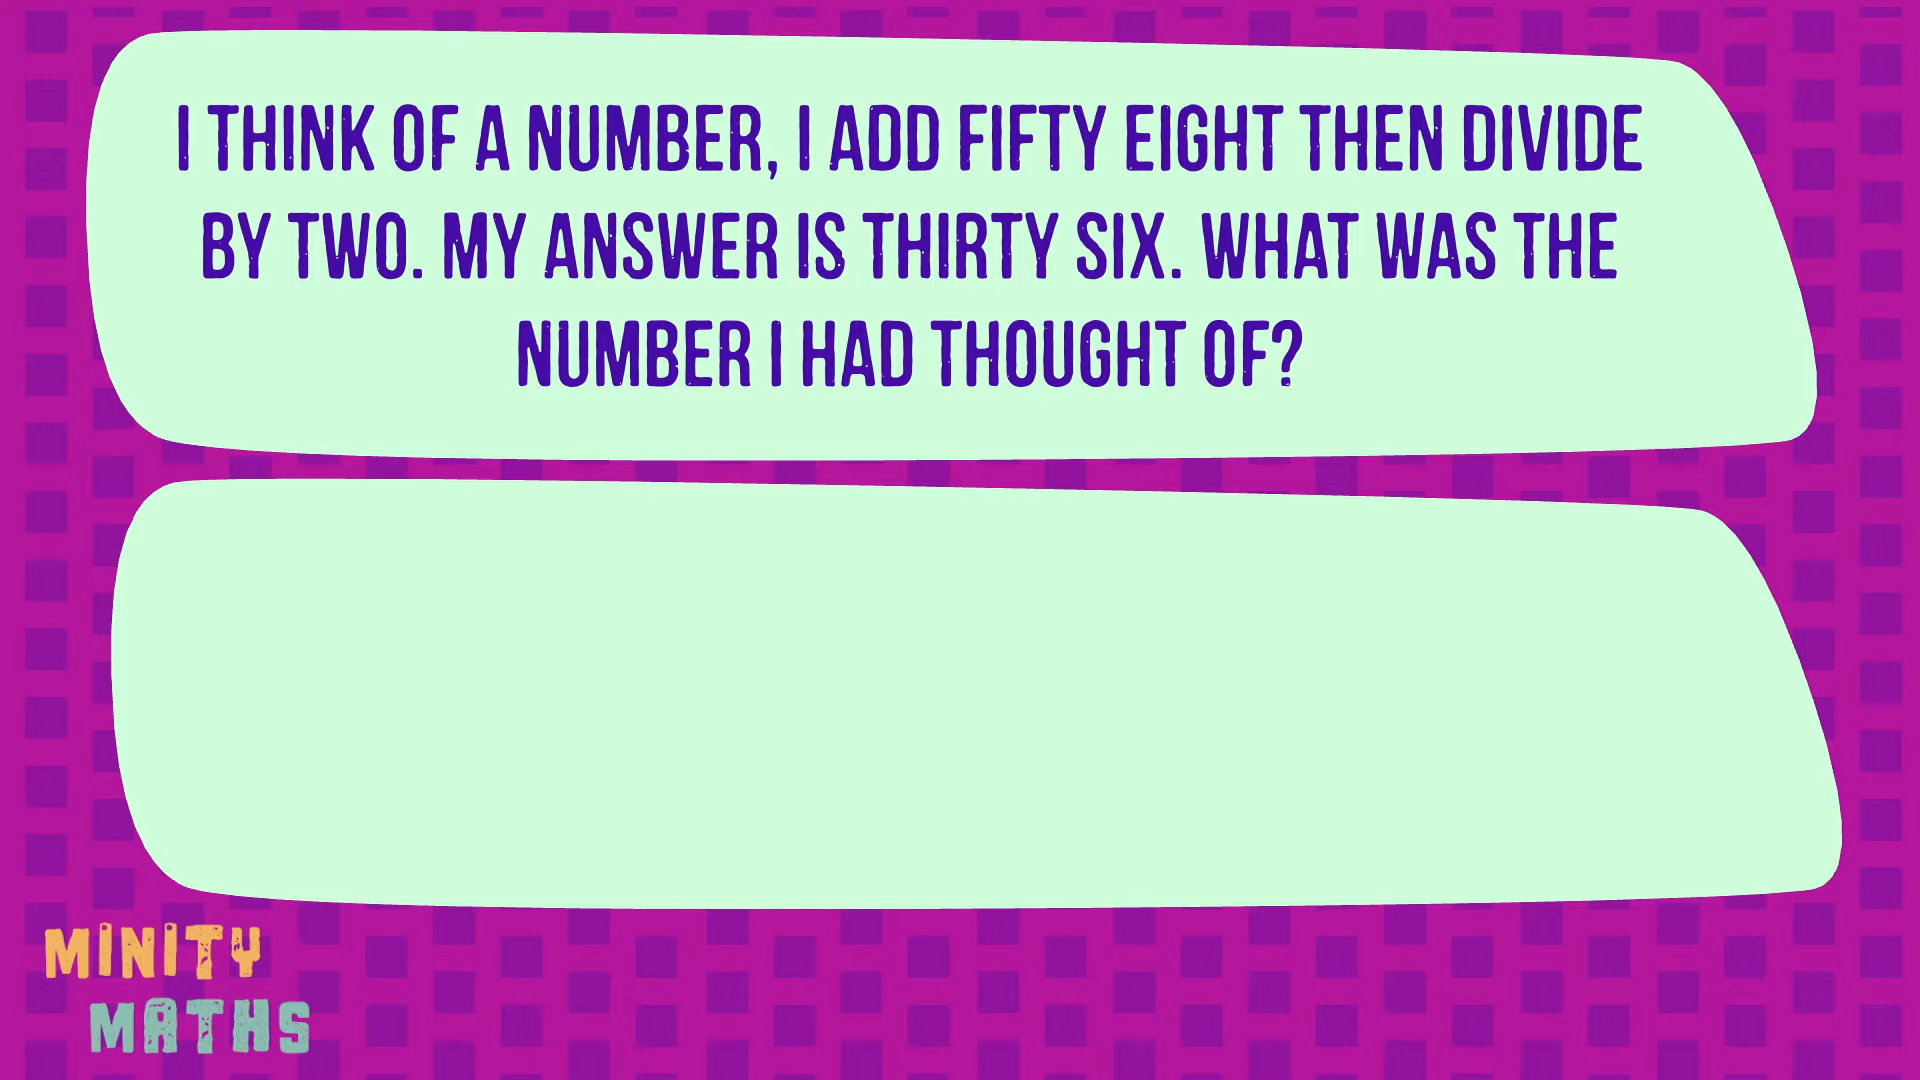 I THINK OF A NUMBER, I ADD FIFTY EIGHT THEN DIVIDE
BY TWO. MY ANSWER IS THIRTY SIX. WHAT WAS THE
NUMBER I HAD THOUGHT OF?
MINITY
MATHS